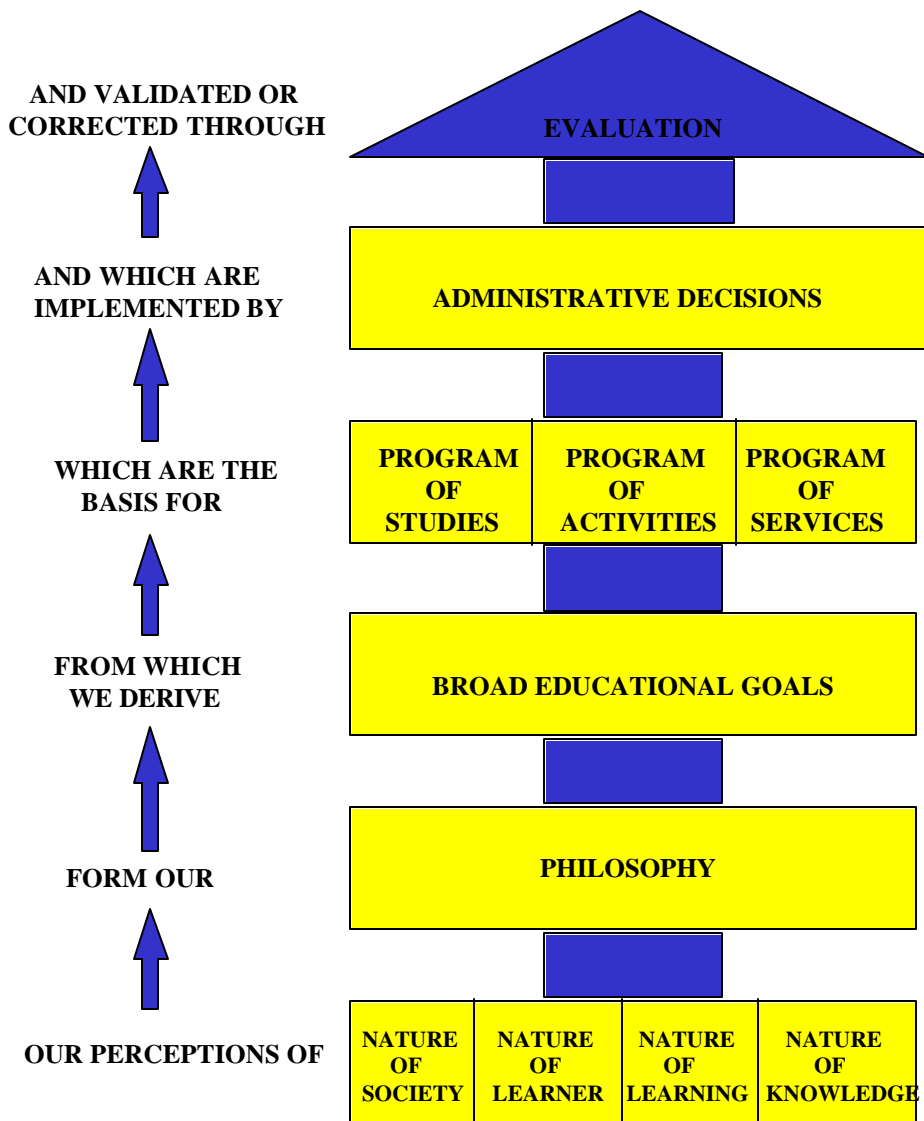 AND VALIDATED OR
CORRECTED THROUGH
EVALUATION
AND WHICH ARE
IMPLEMENTED BY
ADMINISTRATIVE DECISIONS
WHICH ARE THE
BASIS FOR
PROGRAM
OF
STUDIES
PROGRAM
OF
ACTIVITIES
PROGRAM
OF
SERVICES
FROM WHICH
WE DERIVE
BROAD EDUCATIONAL GOALS
FORM OUR
PHILOSOPHY
OUR PERCEPTIONS OF
NATURE
OF
SOCIETY
NATURE
OF
LEARNER
NATURE
OF
LEARNING
NATURE
OF
KNOWLEDGE